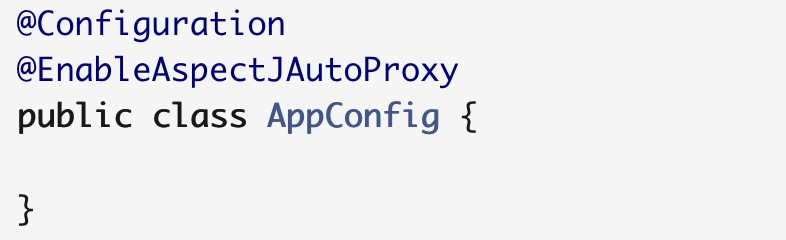 @Configuration
@EnableAspectJAutoProxy
public class AppConfig {
}